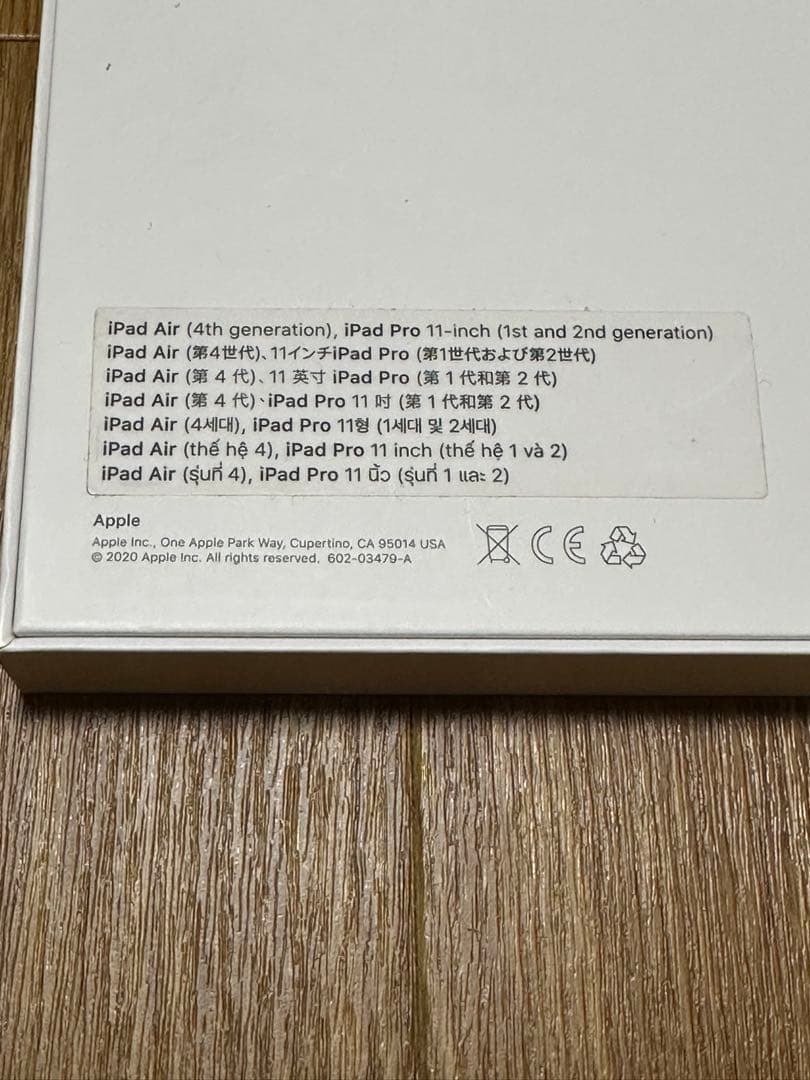 iPad Air (4th generation), iPad Pro 11-inch (1st and 2nd generation)
iPad Air (第4世代)、11インチiPad Pro (第1世代および第2世代)
iPad Air (第 4 代)、11 英寸 iPad Pro (第 1 代和第 2 代)
iPad Air (第 4 代)、iPad Pro 11 吋 (第 1 代和第 2 代)
iPad Air (4세대), iPad Pro 11형 (1세대 및 2세대)
iPad Air (thế hệ 4), iPad Pro 11 inch (thế hệ 1 và 2)
iPad Air (รุ่นที่ 4), iPad Pro 11 นิ้ว (รุ่นที่ 1 และ 2)
Apple
Apple Inc., One Apple Park Way, Cupertino, CA 95014 USA
© 2020 Apple Inc. All rights reserved. 602-03479-A
CE